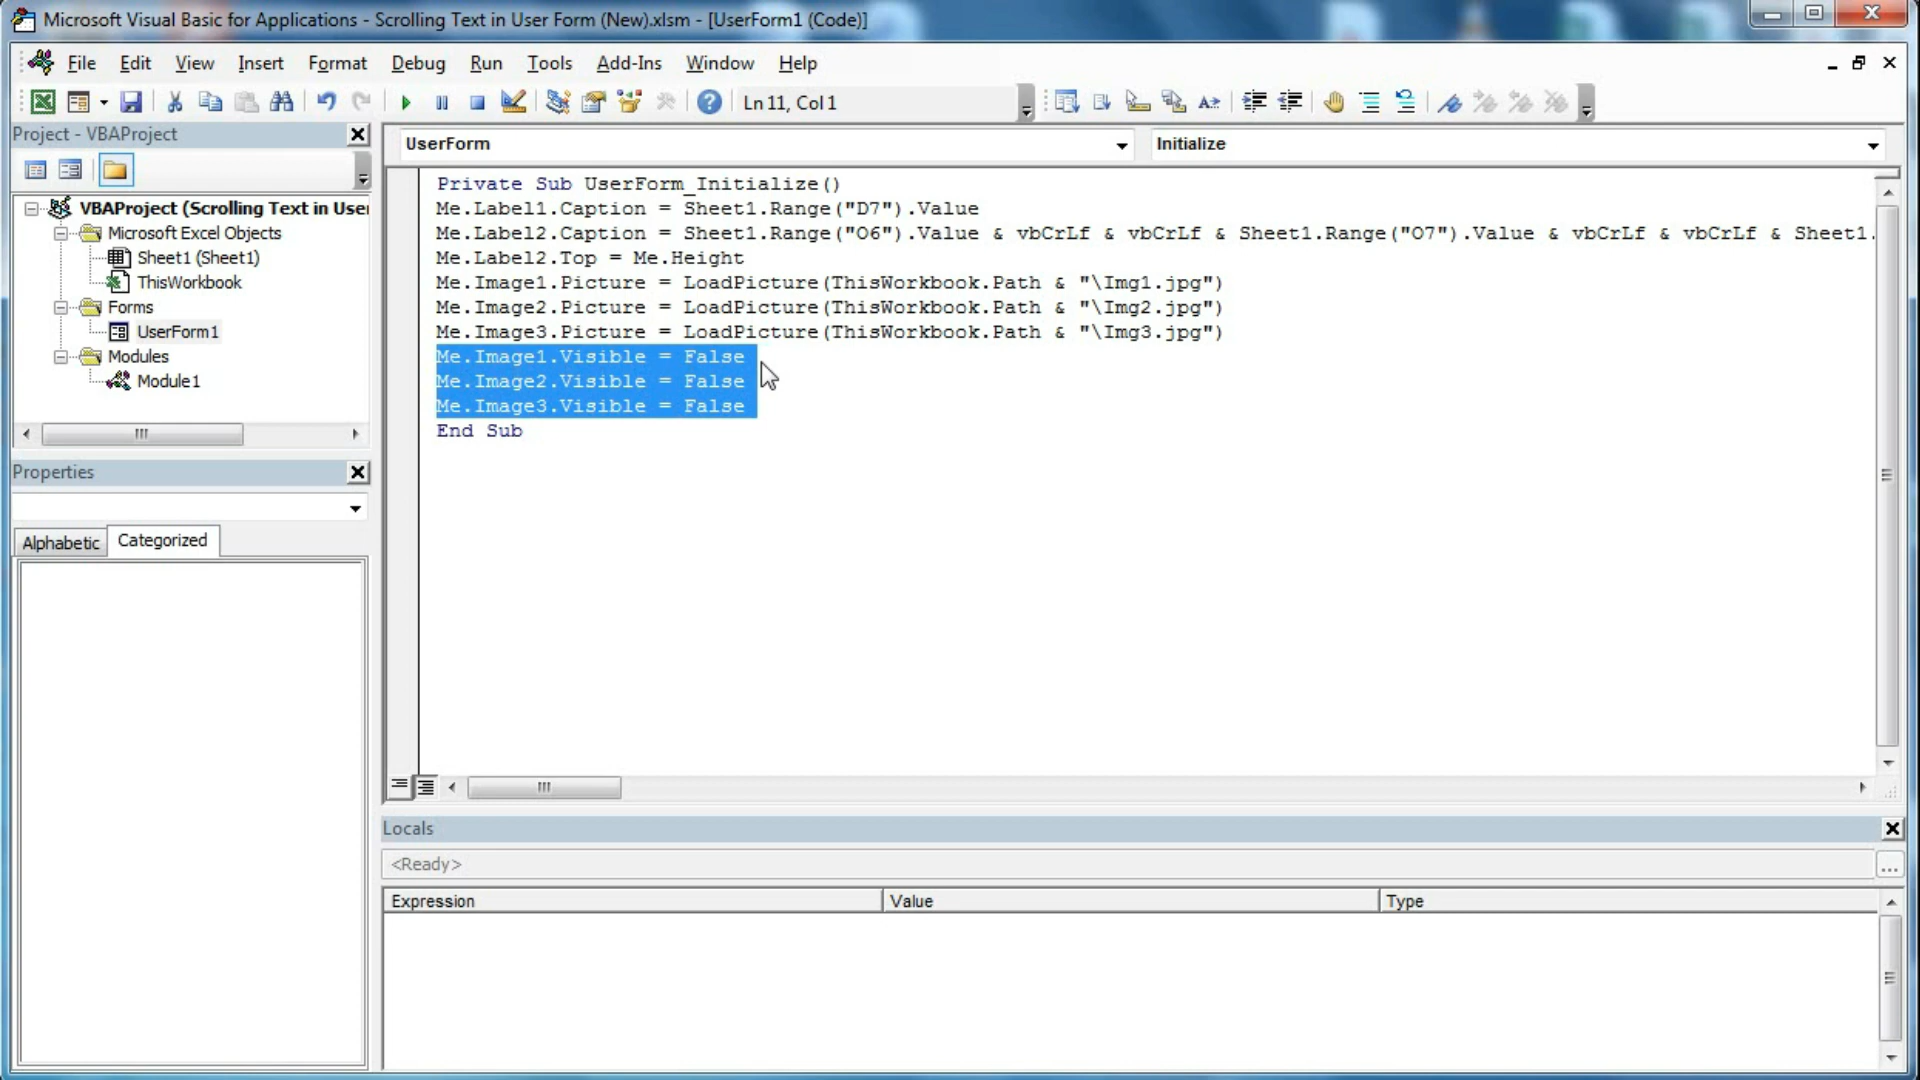 Microsoft Visual Basic for Applications - Scrolling Text in User Form (New).xlsm - [UserForm1 (Code)]
File Edit View Insert Format Debug Run Tools Add-Ins Window Help
Ln 11, Col 1
Project - VBAProject
VBAProject (Scrolling Text in User
Microsoft Excel Objects
Sheet1 (Sheet1)
ThisWorkbook
Forms
UserForm1
Modules
Module1
Properties
Alphabetic Categorized
UserForm Initialize
Private Sub UserForm_Initialize()
Me.Label1.Caption = Sheet1.Range("D7").Value
Me.Label2.Caption = Sheet1.Range("O6").Value & vbCrLf & vbCrLf & Sheet1.Range("O7").Value & vbCrLf & vbCrLf & Sheet1.
Me.Label2.Top = Me.Height
Me.Image1.Picture = LoadPicture(ThisWorkbook.Path & "\Img1.jpg")
Me.Image2.Picture = LoadPicture(ThisWorkbook.Path & "\Img2.jpg")
Me.Image3.Picture = LoadPicture(ThisWorkbook.Path & "\Img3.jpg")
Me.Image1.Visible = False
Me.Image2.Visible = False
Me.Image3.Visible = False
End Sub
Locals
<Ready>
...
Expression Value Type